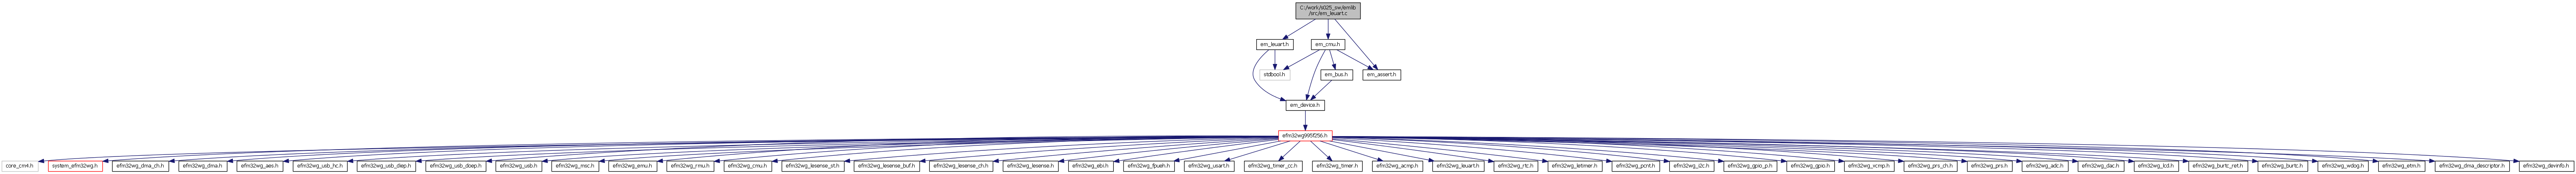 C:/work/s025_sw/emlib
/src/em_leuart.c
em_leuart.h
em_cmu.h
stdbool.h
em_bus.h
em_assert.h
em_device.h
efm32wg995f256.h
core_cm4.h
system_efm32wg.h
efm32wg_dma_ch.h
efm32wg_dma.h
efm32wg_aes.h
efm32wg_usb_hc.h
efm32wg_usb_diep.h
efm32wg_usb_doep.h
efm32wg_usb.h
efm32wg_msc.h
efm32wg_emu.h
efm32wg_rmu.h
efm32wg_cmu.h
efm32wg_lesense_st.h
efm32wg_lesense_buf.h
efm32wg_lesense_ch.h
efm32wg_lesense.h
efm32wg_ebi.h
efm32wg_fpueh.h
efm32wg_usart.h
efm32wg_timer_cc.h
efm32wg_timer.h
efm32wg_acmp.h
efm32wg_leuart.h
efm32wg_rtc.h
efm32wg_letimer.h
efm32wg_pcnt.h
efm32wg_i2c.h
efm32wg_gpio_p.h
efm32wg_gpio.h
efm32wg_vcmp.h
efm32wg_prs_ch.h
efm32wg_prs.h
efm32wg_adc.h
efm32wg_dac.h
efm32wg_lcd.h
efm32wg_burtc_ret.h
efm32wg_burtc.h
efm32wg_wdog.h
efm32wg_etm.h
efm32wg_dma_descriptor.h
efm32wg_devinfo.h